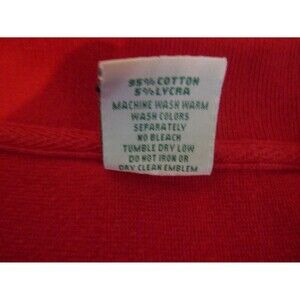 95% COTTON
5% LYCRA
MACHINE WASH WARM
WASH COLORS
SEPARATELY
NO BLEACH
TUMBLE DRY LOW
DO NOT IRON OR
DRY CLEAN EMBLEM